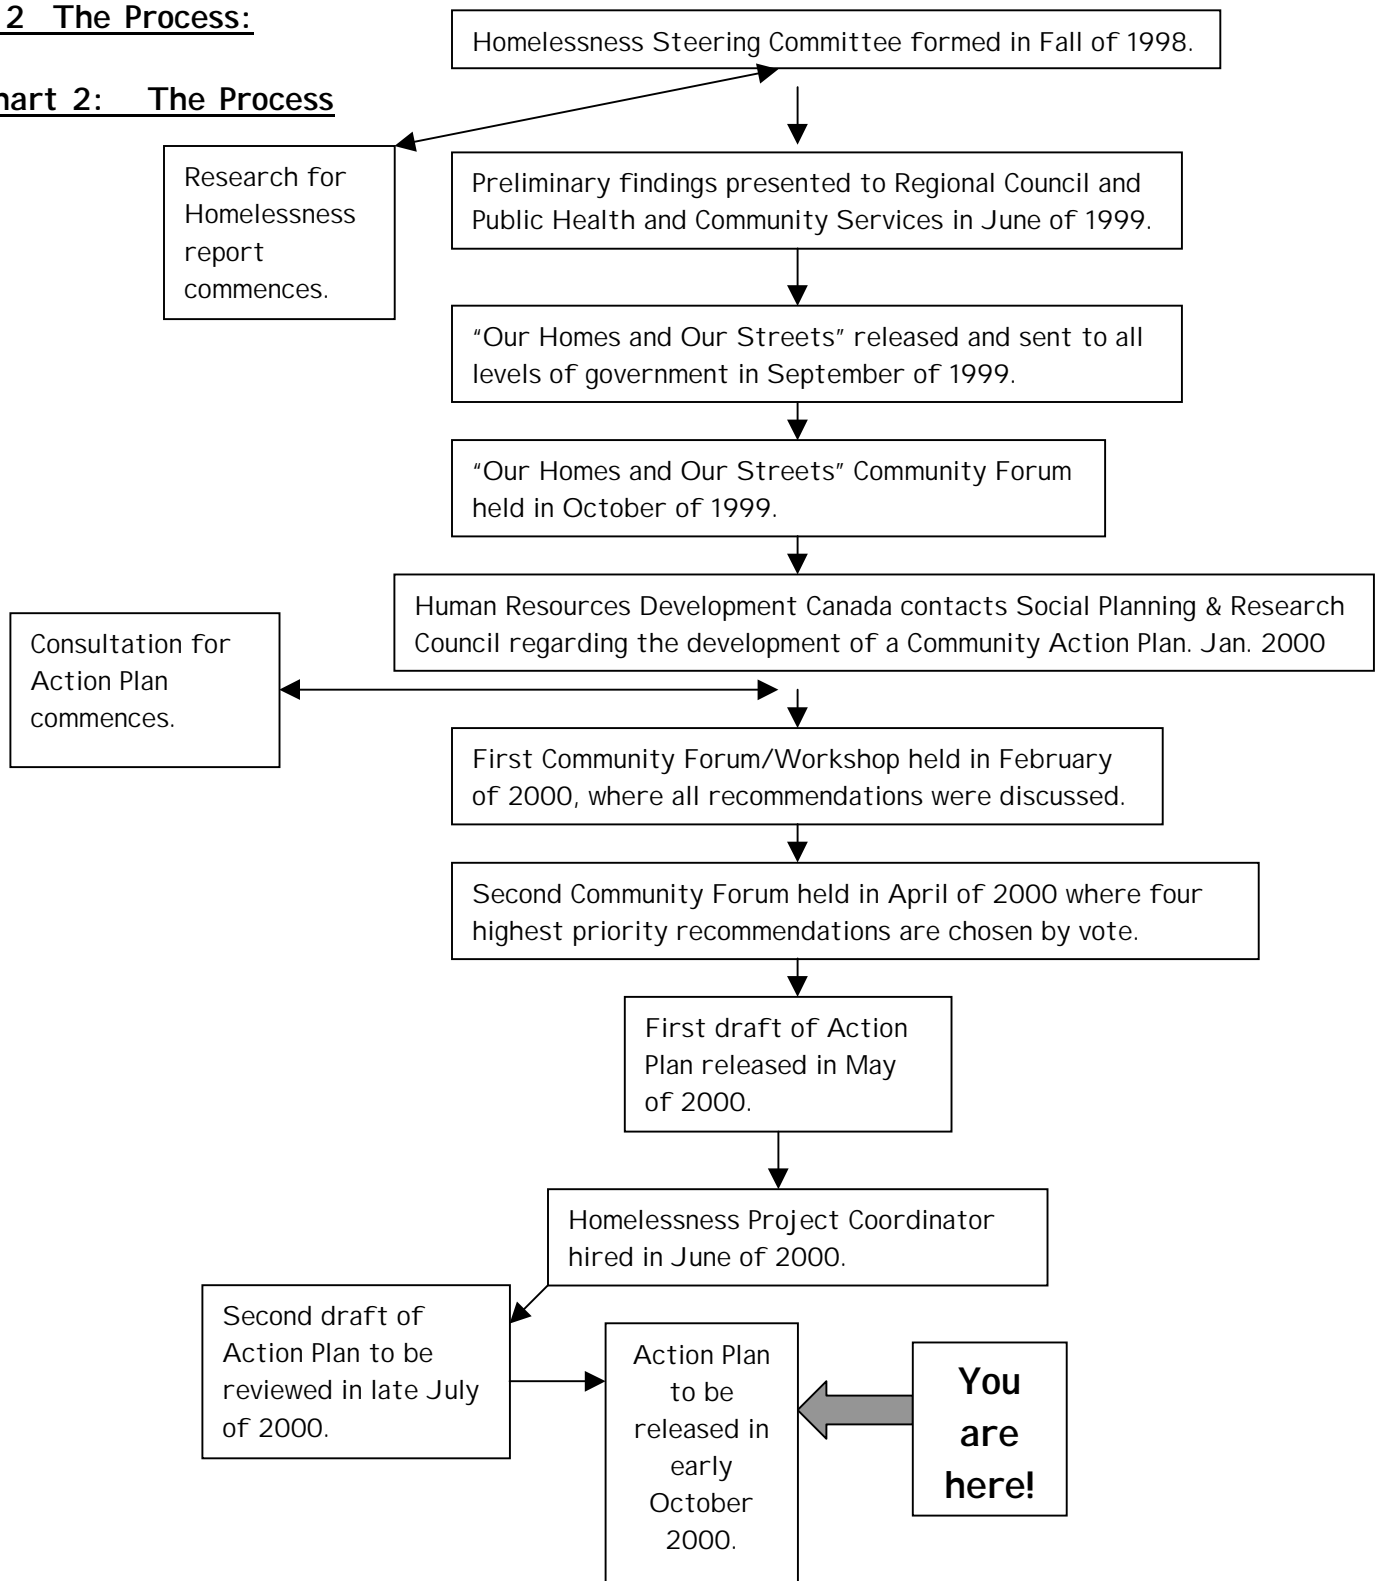 2 The Process:
Homelessness Steering Committee formed in Fall of 1998.
hart 2: The Process
Research for
Homelessness
report
commences.
Preliminary findings presented to Regional Council and
Public Health and Community Services in June of 1999.
“Our Homes and Our Streets” released and sent to all
levels of government in September of 1999.
“Our Homes and Our Streets” Community Forum
held in October of 1999.
Human Resources Development Canada contacts Social Planning & Research
Council regarding the development of a Community Action Plan. Jan. 2000
Consultation for
Action Plan
commences.
First Community Forum/Workshop held in February
of 2000, where all recommendations were discussed.
Second Community Forum held in April of 2000 where four
highest priority recommendations are chosen by vote.
First draft of Action
Plan released in May
of 2000.
Homelessness Project Coordinator
hired in June of 2000.
Second draft of
Action Plan to be
reviewed in late July
of 2000.
Action Plan
to be
released in
early
October
2000.
You
are
here!